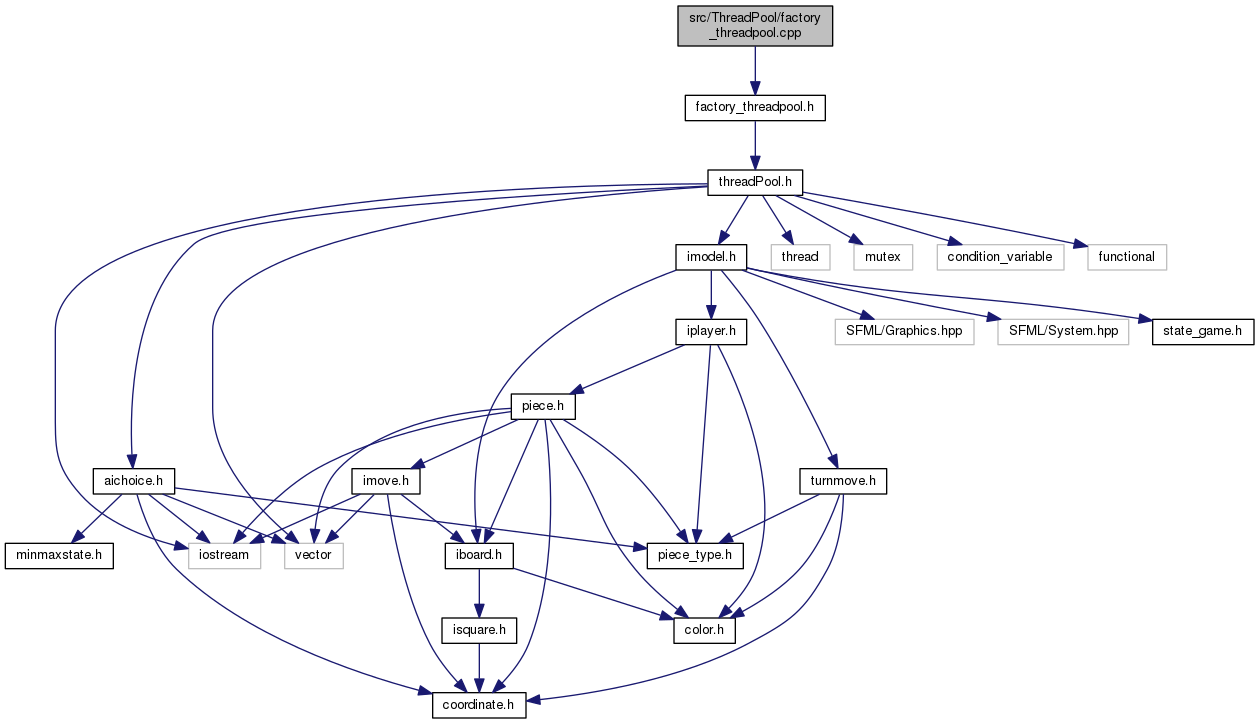 src/ThreadPool/factory
_threadpool.cpp
factory_threadpool.h
threadPool.h
imodel.h
thread
mutex
condition_variable
functional
iplayer.h
SFML/Graphics.hpp
SFML/System.hpp
state_game.h
piece.h
aichoice.h
imove.h
turnmove.h
minmaxstate.h
iostream
vector
iboard.h
piece_type.h
isquare.h
color.h
coordinate.h